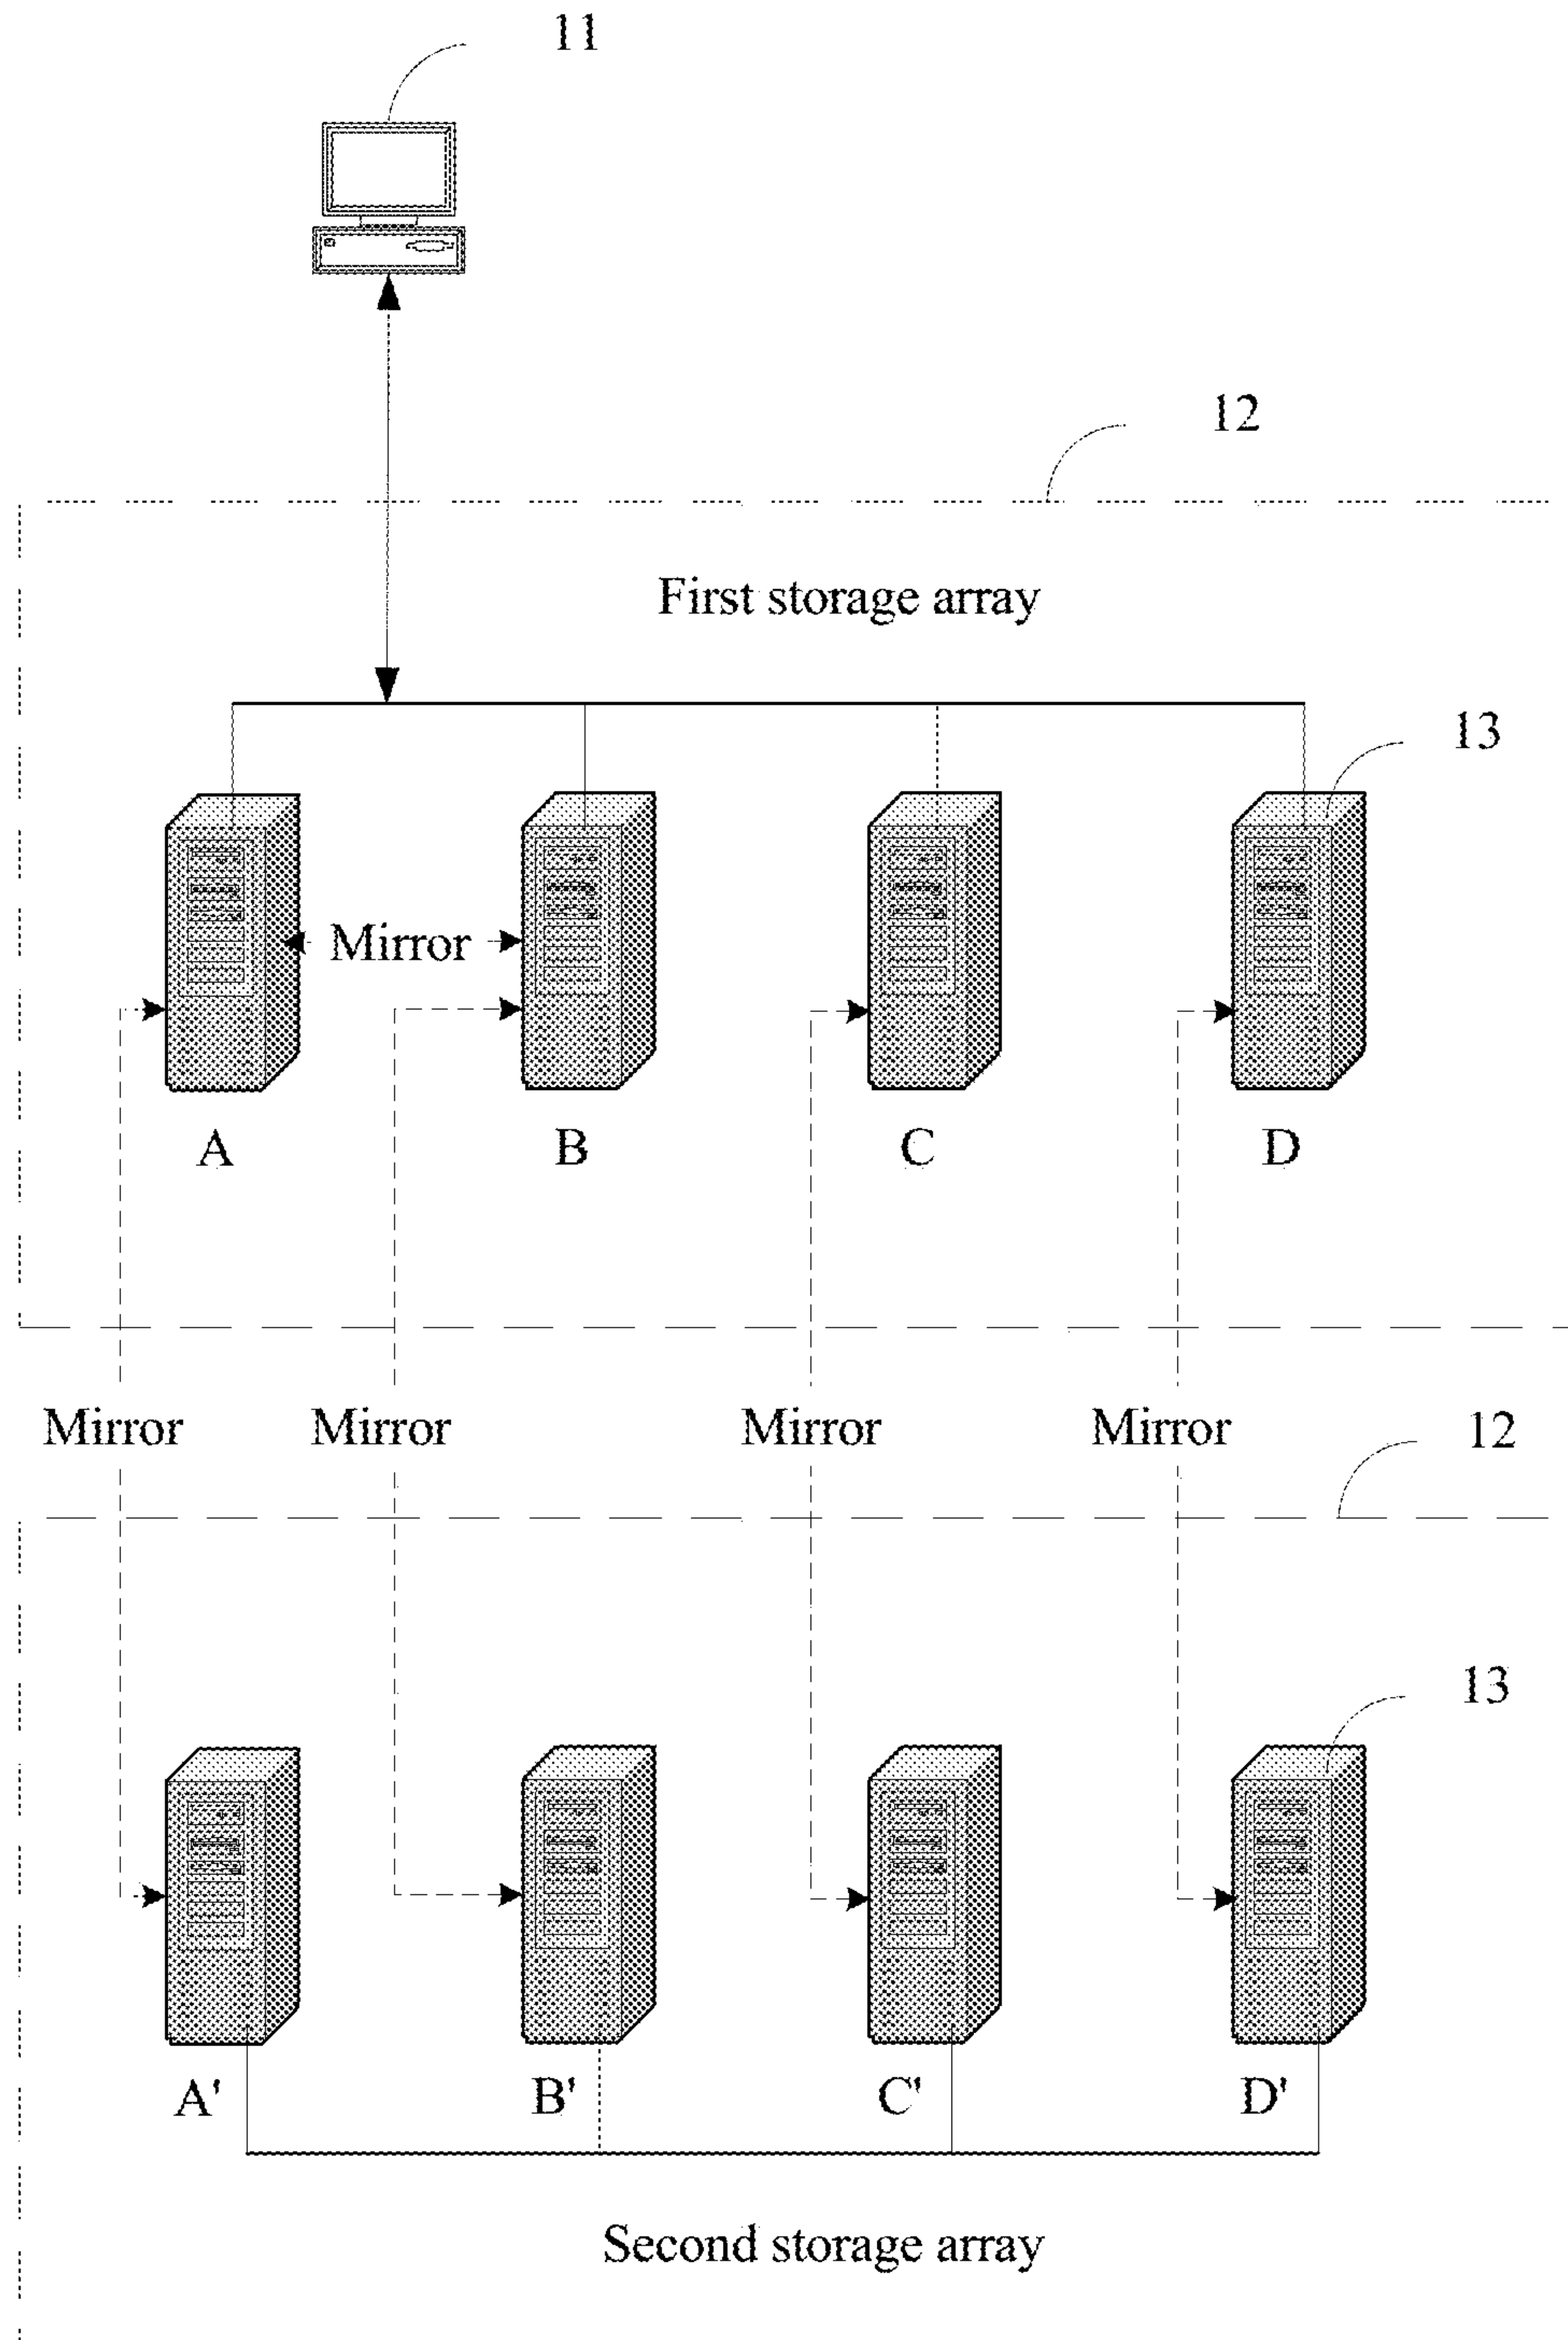 11
12
First storage array
13
Mirror
A B C D
Mirror Mirror Mirror Mirror
12
13
A' B' C' D'
Second storage array